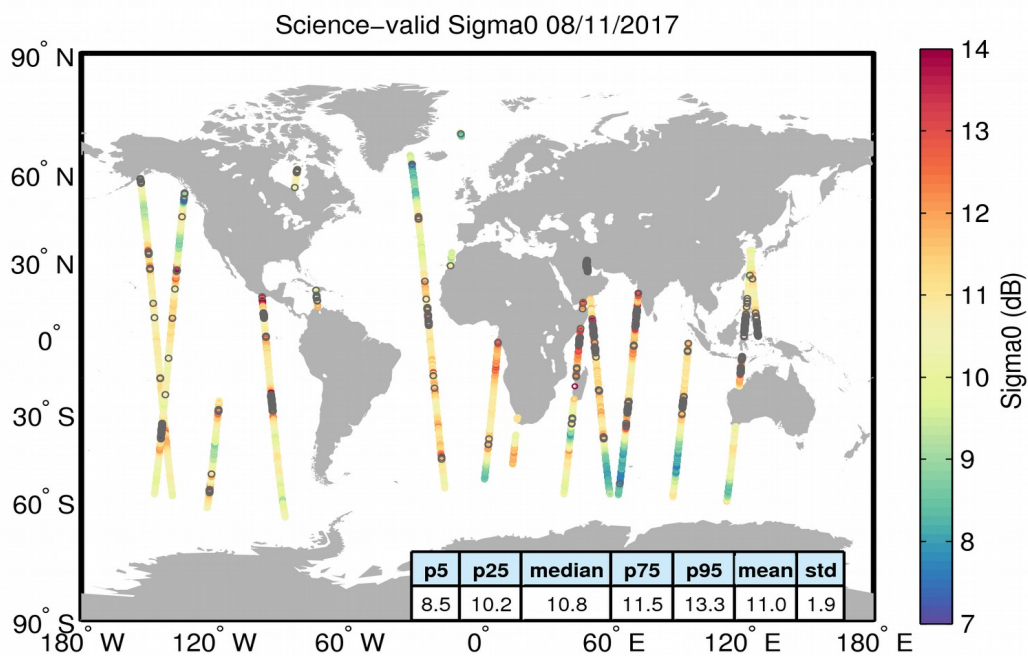 Science-valid Sigma0 08/11/2017
90° N
60° N
30° N
0°
30° S
60° S
90° S
180° W
120° W
60° W
0°
60° E
120° E
180° E
p5 p25 median p75 p95 mean std
8.5 10.2 10.8 11.5 13.3 11.0 1.9
14
13
12
11
10
9
8
7
Sigma0 (dB)